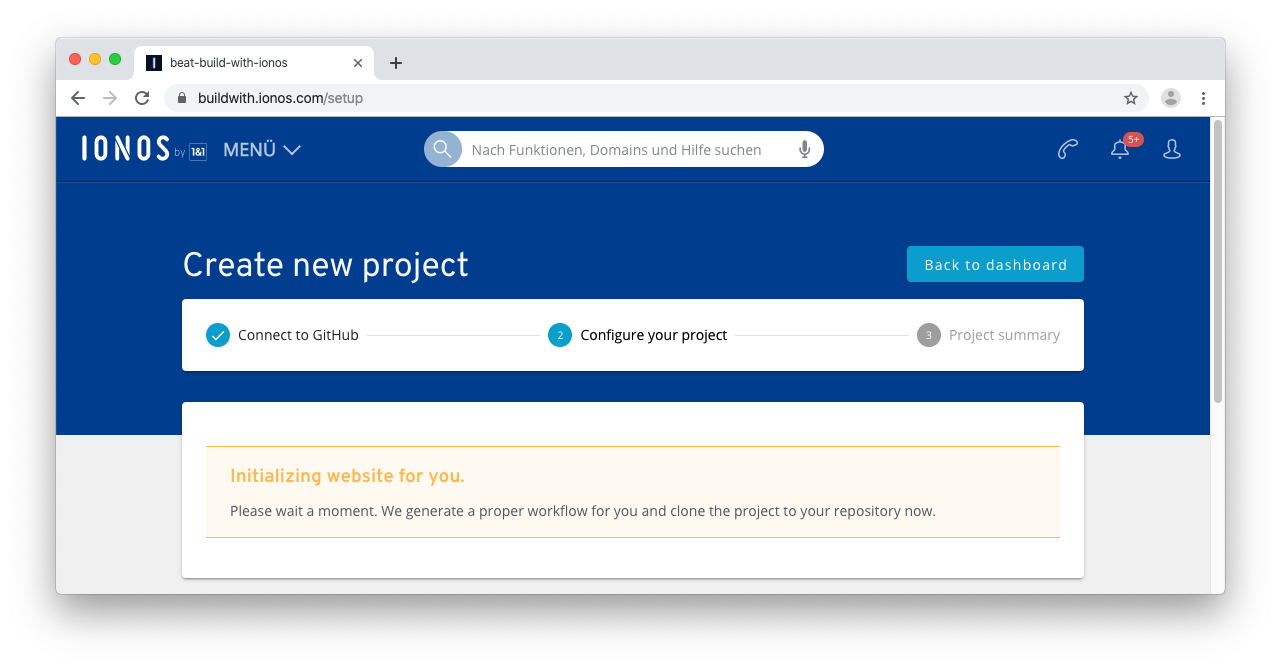 beat-build-with-ionos
buildwith.ionos.com/setup
IONOS by 1&1 MENÜ
Nach Funktionen, Domains und Hilfe suchen
5+
Create new project
Back to dashboard
Connect to GitHub
2 Configure your project
3 Project summary
Initializing website for you.
Please wait a moment. We generate a proper workflow for you and clone the project to your repository now.